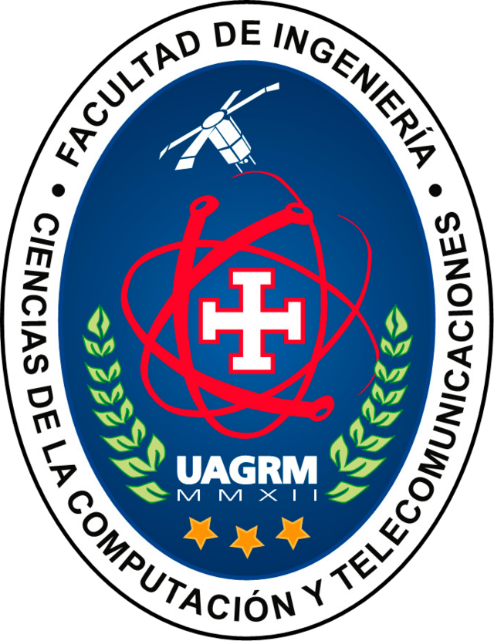 FACULTAD DE INGENIERÍA
CIENCIAS DE LA COMPUTACIÓN Y TELECOMUNICACIONES
UAGRM
MMXII